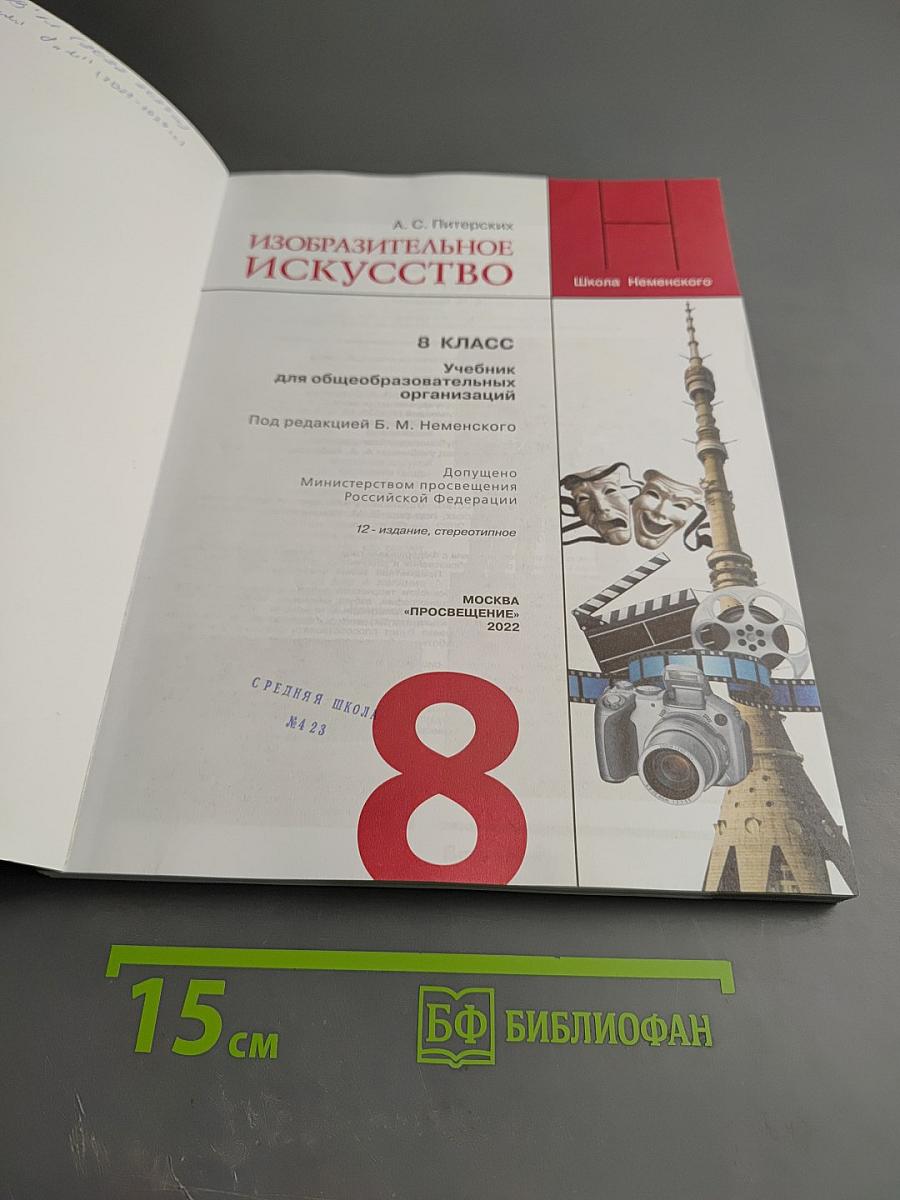 А. С. Питерских
ИЗОБРАЗИТЕЛЬНОЕ
ИСКУССТВО
Школа Неменского
8 КЛАСС
Учебник
для общеобразовательных
организаций
Под редакцией Б. М. Неменского
Допущено
Министерством просвещения
Российской Федерации
12-издание, стереотипное
МОСКВА
«ПРОСВЕЩЕНИЕ»
2022
СРЕДНЯЯ ШКОЛА
№423
8
15 см
БФ БИБЛИОФАН